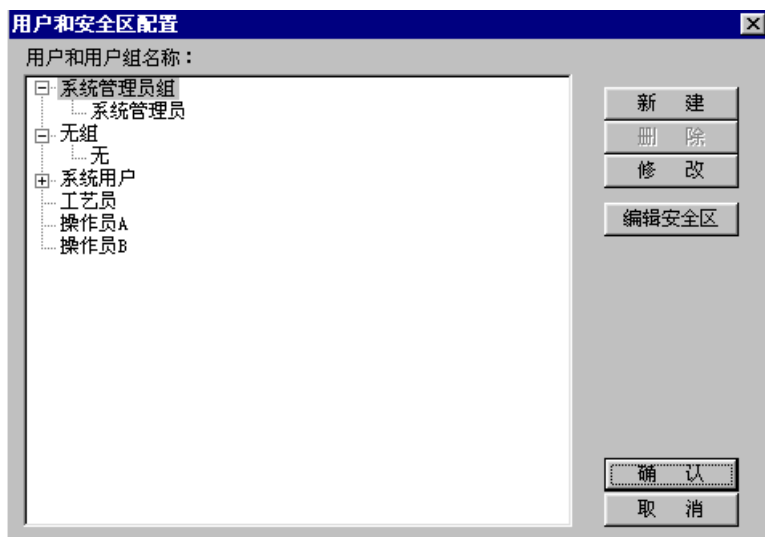 用户和安全区配置
用户和用户组名称：
系统管理员组
系统管理员
无组
无
系统用户
工艺员
操作员A
操作员B
新 建
删 除
修 改
编辑安全区
确 认
取 消